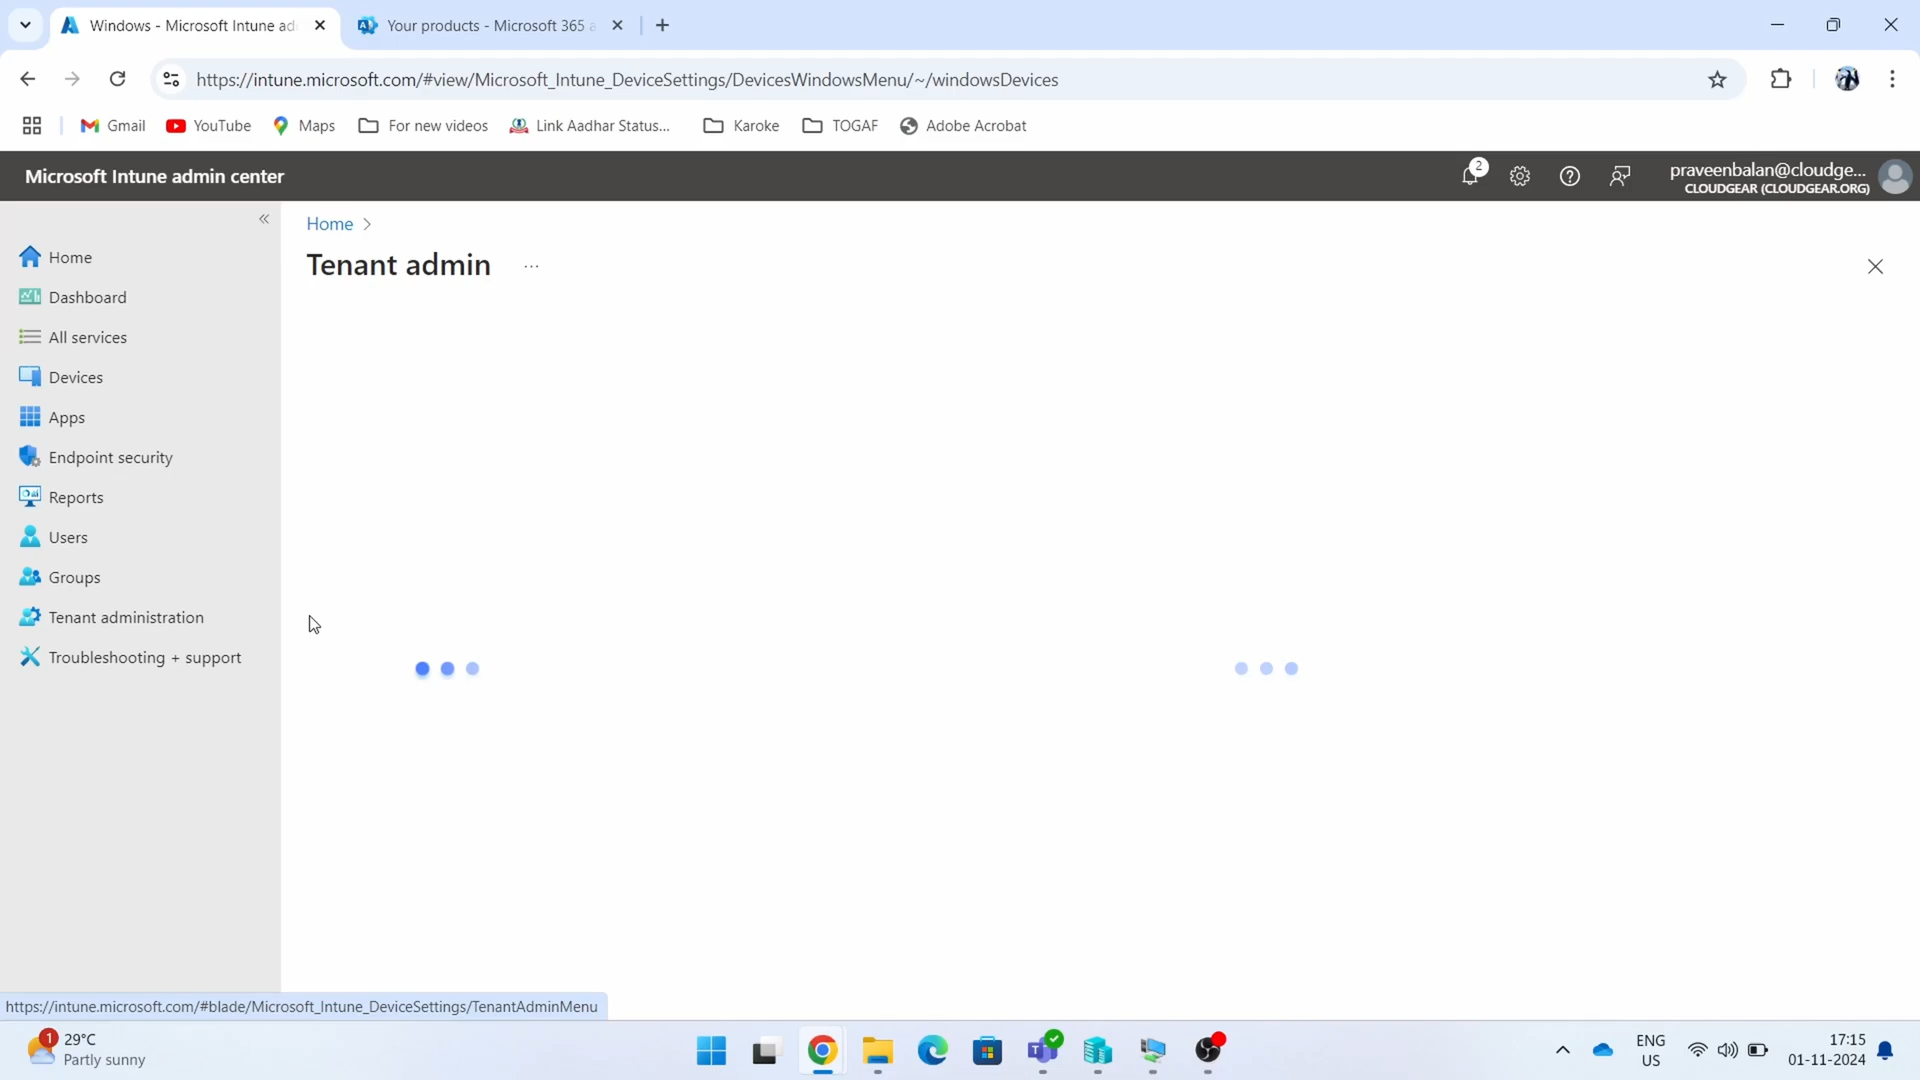 Windows - Microsoft Intune ad
Your products - Microsoft 365 a
https://intune.microsoft.com/#view/Microsoft_Intune_DeviceSettings/DevicesWindowsMenu/~/windowsDevices
Gmail
YouTube
Maps
For new videos
Link Aadhar Status...
Karoke
TOGAF
Adobe Acrobat
Microsoft Intune admin center
2
praveenbalan@cloudge...
CLOUDGEAR (CLOUDGEAR.ORG)
Home
Tenant admin
...
Home
Dashboard
All services
Devices
Apps
Endpoint security
Reports
Users
Groups
Tenant administration
Troubleshooting + support
https://intune.microsoft.com/#blade/Microsoft_Intune_DeviceSettings/TenantAdminMenu
1
29°C
Partly sunny
ENG
US
17:15
01-11-2024